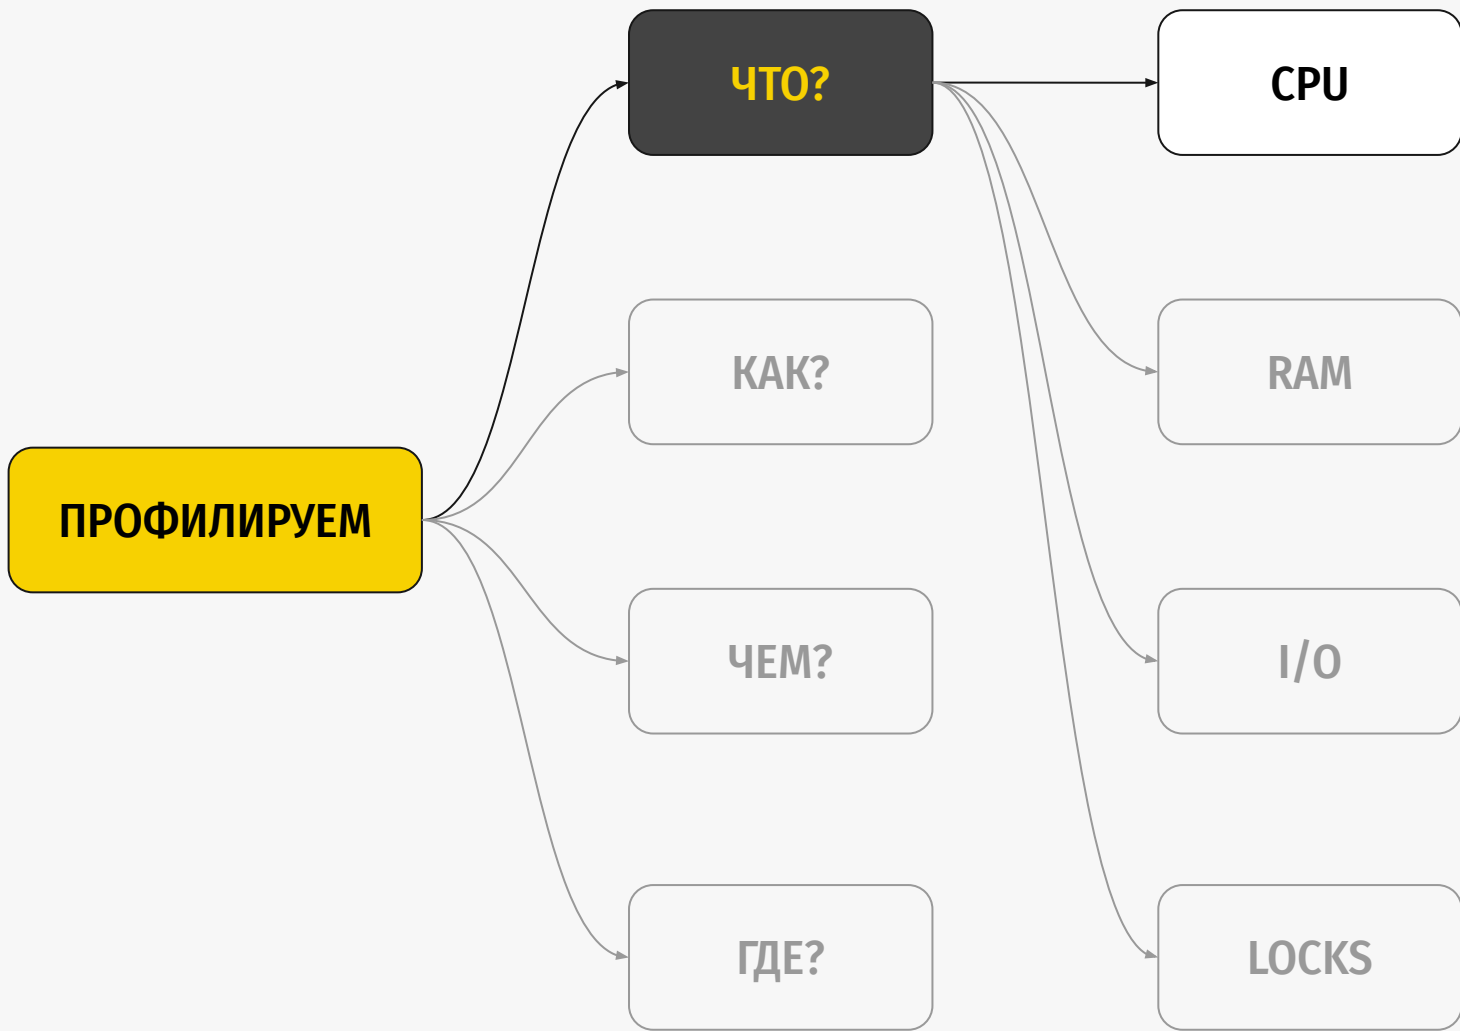 ПРОФИЛИРУЕМ
ЧТО?
КАК?
ЧЕМ?
ГДЕ?
CPU
RAM
I/O
LOCKS